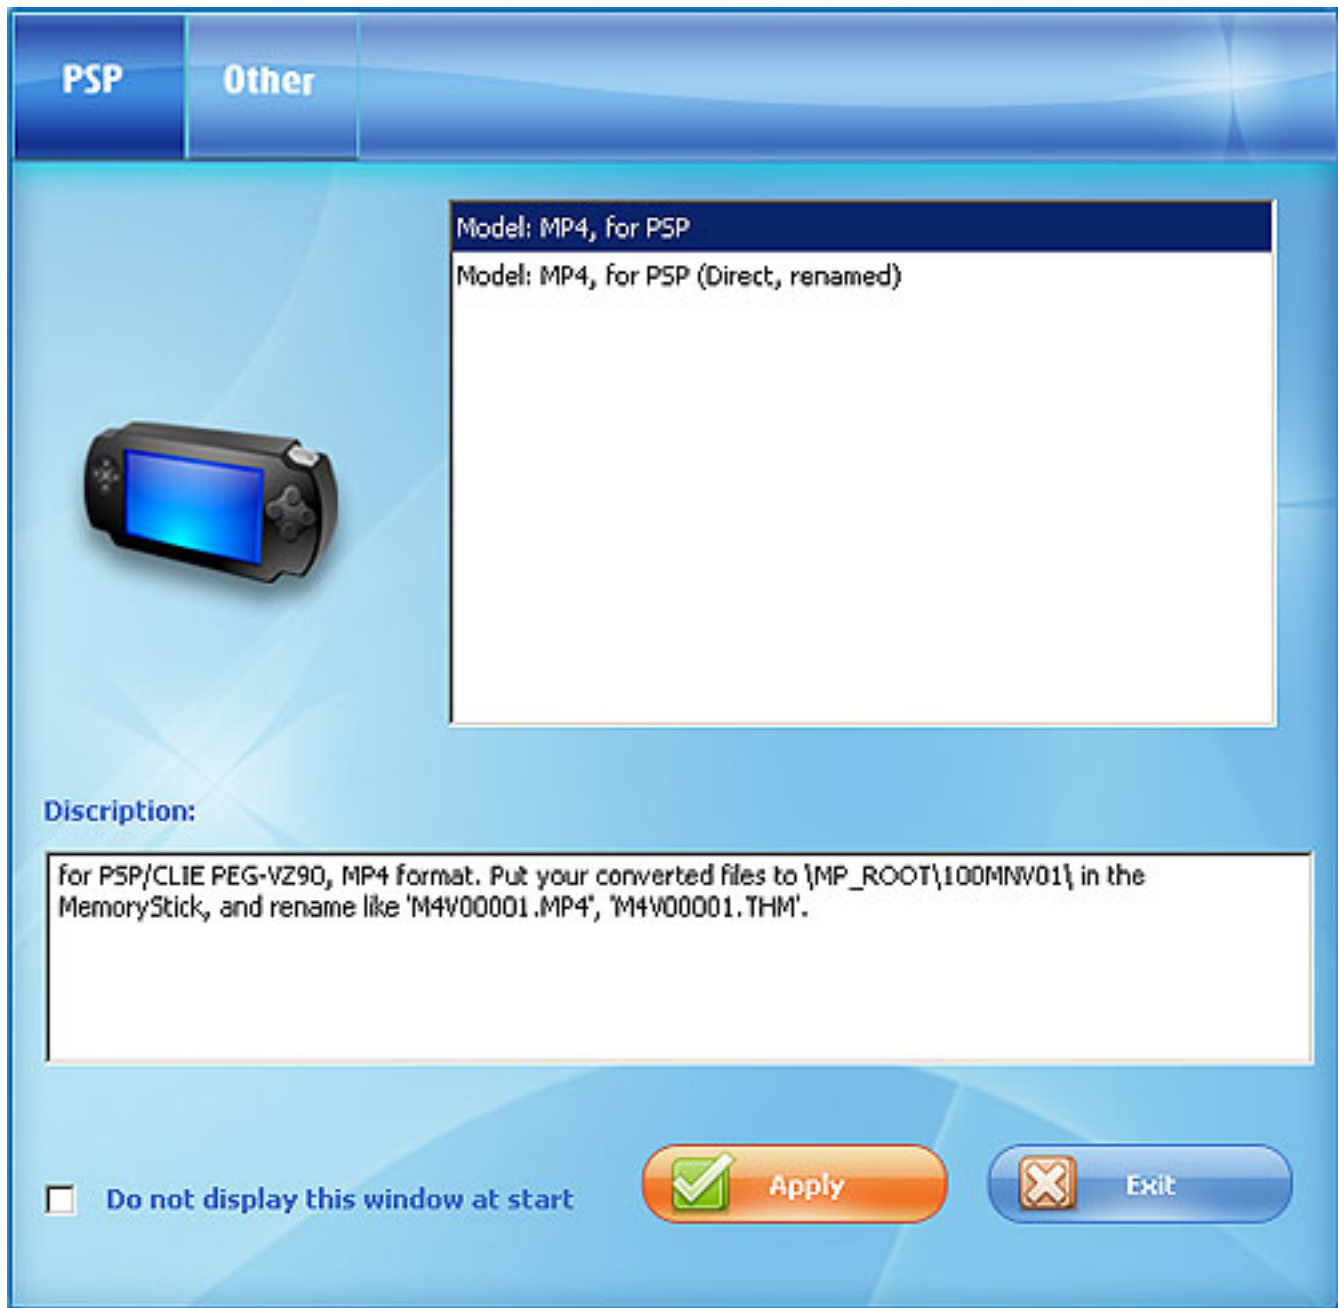 PSP
Other
Model: MP4, for PSP
Model: MP4, for PSP (Direct, renamed)
Discription:
for PSP/CLIE PEG-VZ90, MP4 format. Put your converted files to \MP_ROOT\100MNV01\ in the
MemoryStick, and rename like 'M4V00001.MP4', 'M4V00001.THM'.
Do not display this window at start
Apply
Exit